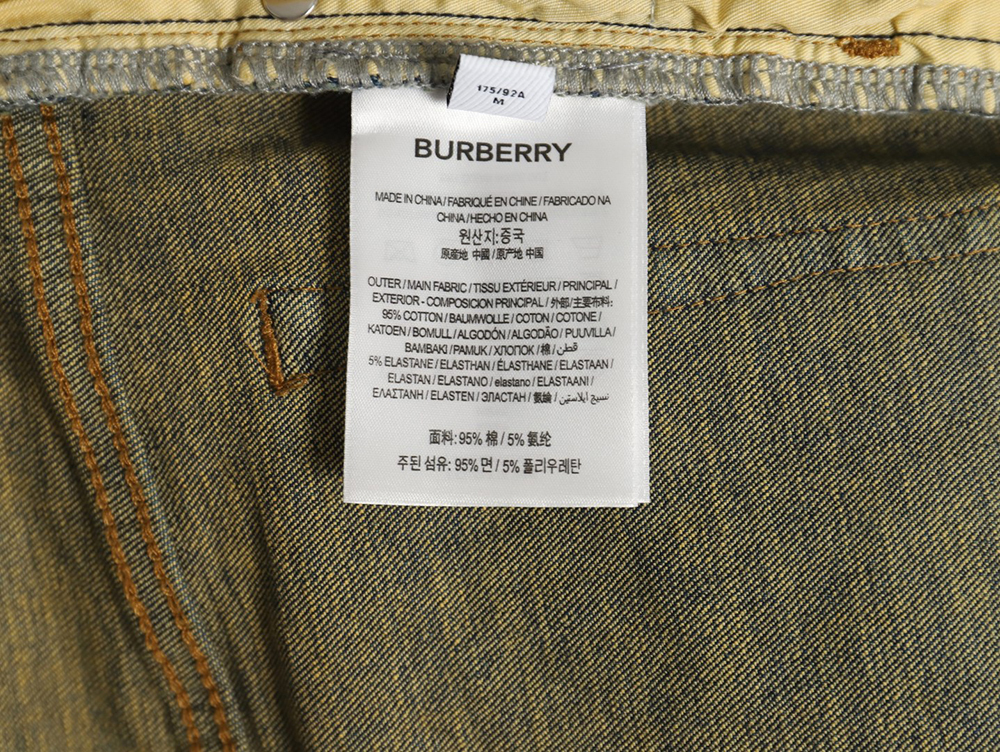 175/92A
M
BURBERRY
MADE IN CHINA / FABRIQUÉ EN CHINE / FABRICADO NA
CHINA / HECHO EN CHINA
원산지:중국
原産地 中國 / 原产地 中国
OUTER / MAIN FABRIC / TISSU EXTÉRIEUR / PRINCIPAL /
EXTERIOR - COMPOSICION PRINCIPAL / 外部/主要布料:
95% COTTON / BAUMWOLLE / COTON / COTONE /
KATOEN / BOMULL / ALGODÓN / ALGODÃO / PUUVILLA /
BAMBAKI / PAMUK / ХЛОПОК / 棉 / قطن
5% ELASTANE / ELASTHAN / ÉLASTHANE / ELASTAAN /
ELASTAN / ELASTANO / elastano / ELASTAANI /
ΕΛΑΣΤΑΝΗ / ELASTEN / ЭЛАСТАН / 氨綸 / نسيج ايلاستين
面料: 95% 棉 / 5% 氨纶
주된 섬유: 95% 면 / 5% 폴리우레탄